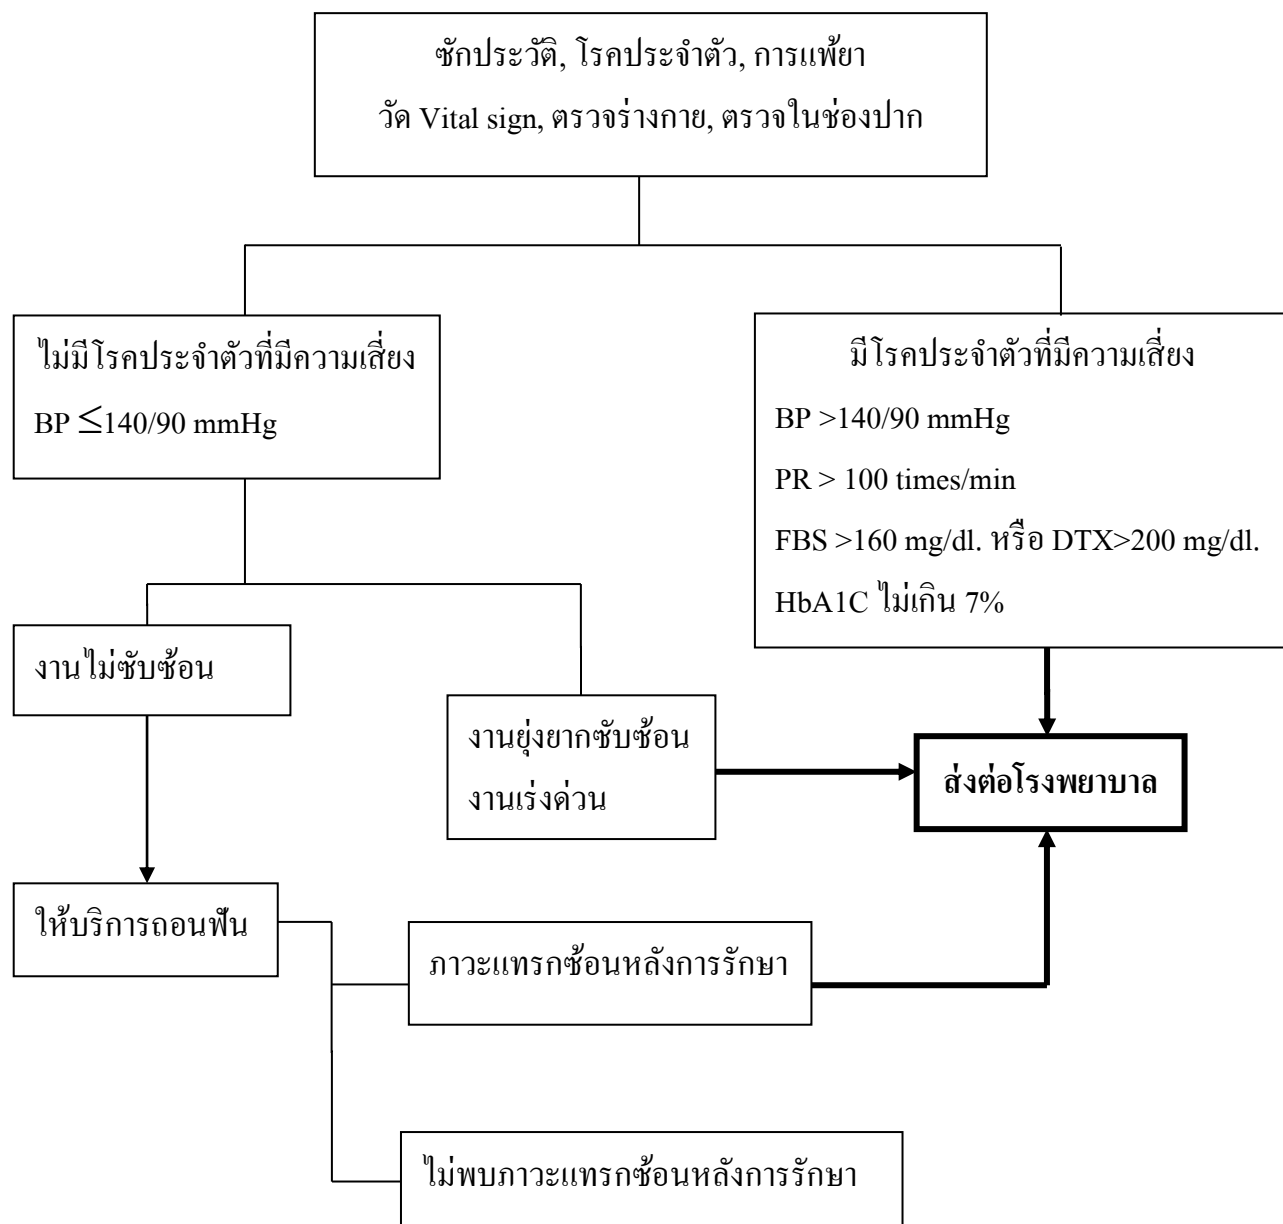 ซักประวัติ, โรคประจำตัว, การแพ้ยา
วัด Vital sign, ตรวจร่างกาย, ตรวจในช่องปาก
ไม่มีโรคประจำตัวที่มีความเสี่ยง
BP ≤140/90 mmHg
มีโรคประจำตัวที่มีความเสี่ยง
BP >140/90 mmHg
PR > 100 times/min
FBS >160 mg/dl. หรือ DTX>200 mg/dl.
HbA1C ไม่เกิน 7%
งานไม่ซับซ้อน
งานยุ่งยากซับซ้อน
งานเร่งด่วน
ส่งต่อโรงพยาบาล
ให้บริการถอนฟัน
ภาวะแทรกซ้อนหลังการรักษา
ไม่พบภาวะแทรกซ้อนหลังการรักษา